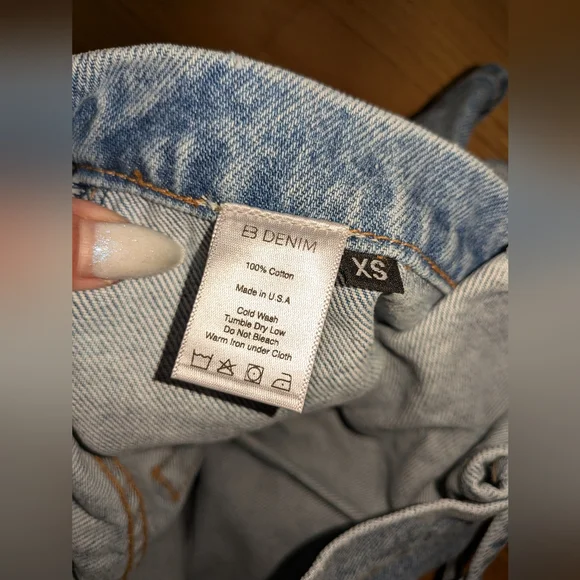 EB DENIM
XS
100% Cotton
Made in U.S.A
Cold Wash
Tumble Dry Low
Do Not Bleach
Warm Iron under Cloth